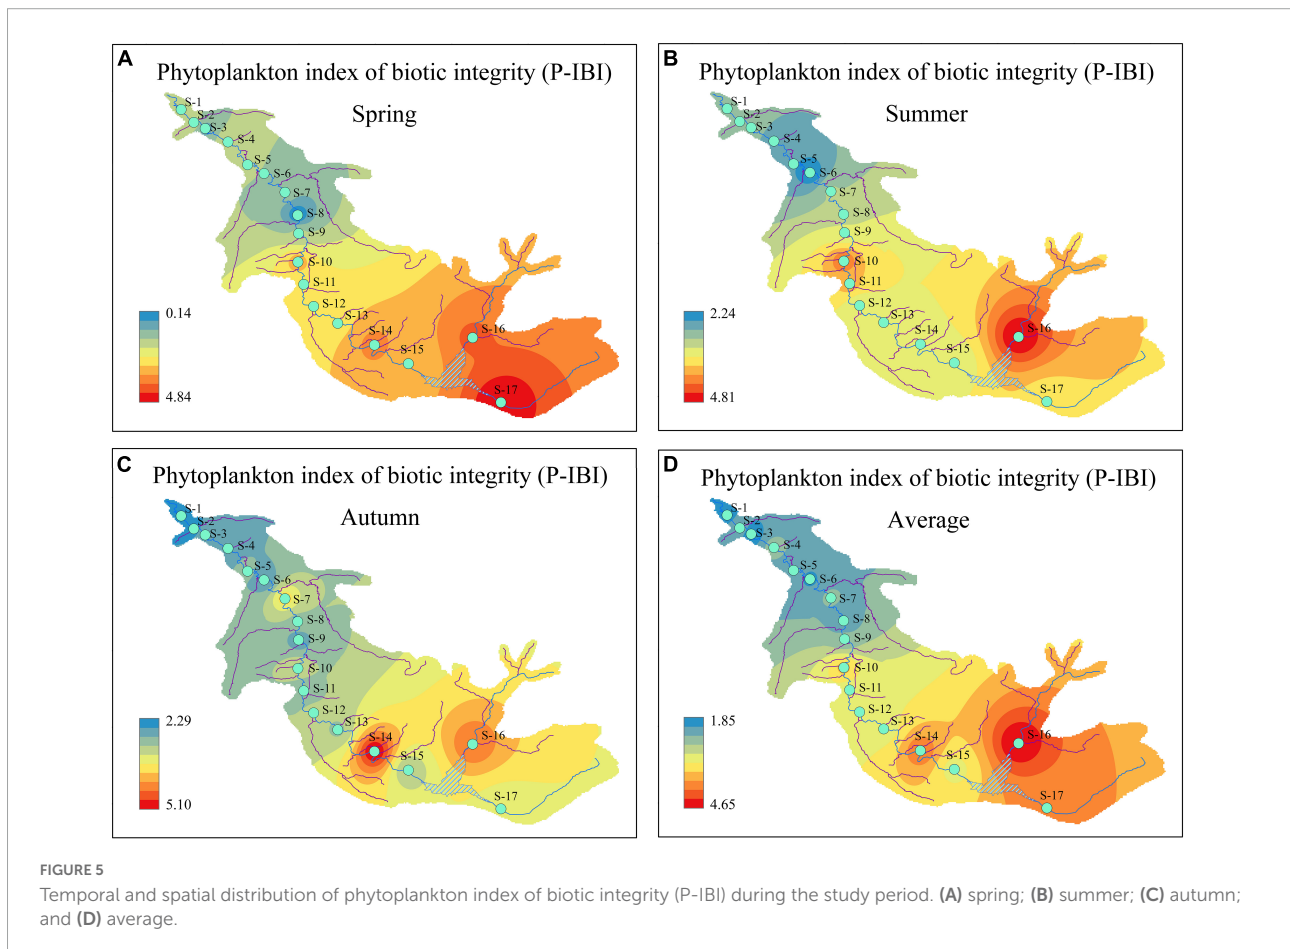 A
Phytoplankton index of biotic integrity (P-IBI)
Spring
S-1
S-2
S-3
S-4
S-5
S-6
S-7
S-8
S-9
S-10
S-11
S-12
S-13
S-14
S-15
S-16
S-17
0.14
4.84
B
Phytoplankton index of biotic integrity (P-IBI)
Summer
S-1
S-2
S-3
S-4
S-5
S-6
S-7
S-8
S-9
S-10
S-11
S-12
S-13
S-14
S-15
S-16
S-17
2.24
4.81
C
Phytoplankton index of biotic integrity (P-IBI)
Autumn
S-1
S-2
S-3
S-4
S-5
S-6
S-7
S-8
S-9
S-10
S-11
S-12
S-13
S-14
S-15
S-16
S-17
2.29
5.10
D
Phytoplankton index of biotic integrity (P-IBI)
Average
S-1
S-2
S-3
S-4
S-5
S-6
S-7
S-8
S-9
S-10
S-11
S-12
S-13
S-14
S-15
S-16
S-17
1.85
4.65
FIGURE 5
Temporal and spatial distribution of phytoplankton index of biotic integrity (P-IBI) during the study period. (A) spring; (B) summer; (C) autumn;
and (D) average.